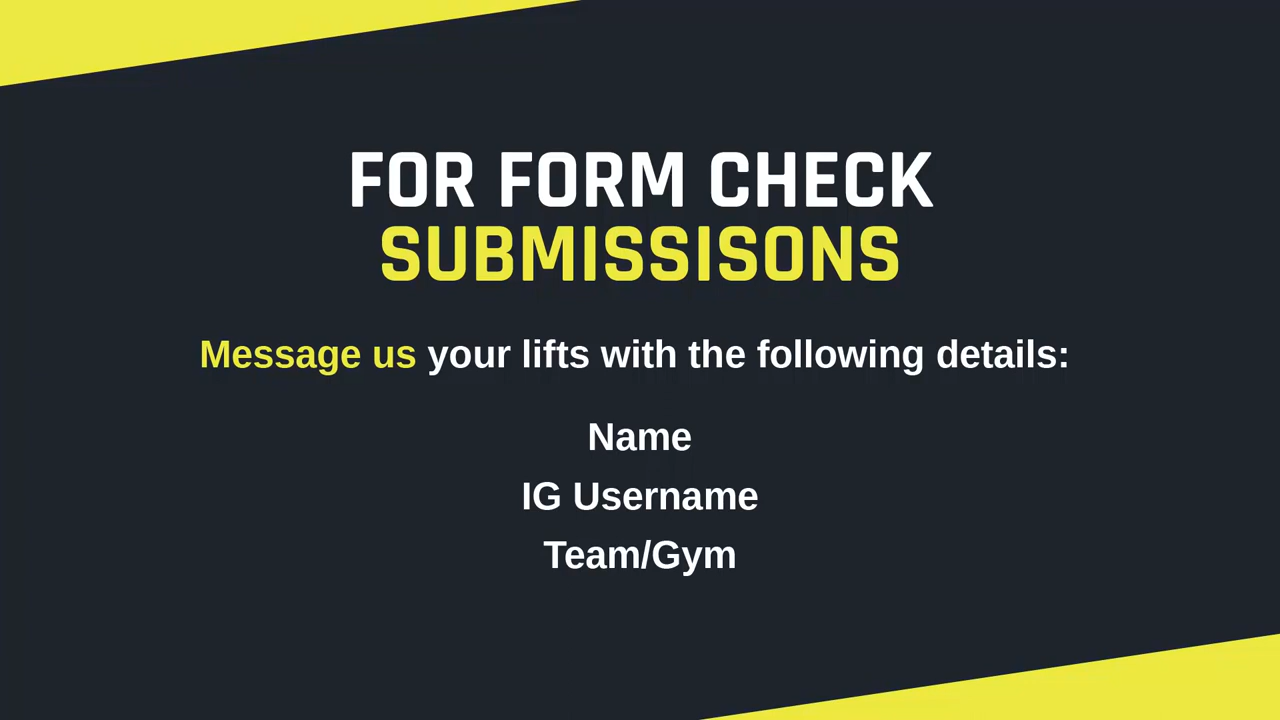 FOR FORM CHECK
SUBMISSISONS
Message us your lifts with the following details:
Name
IG Username
Team/Gym